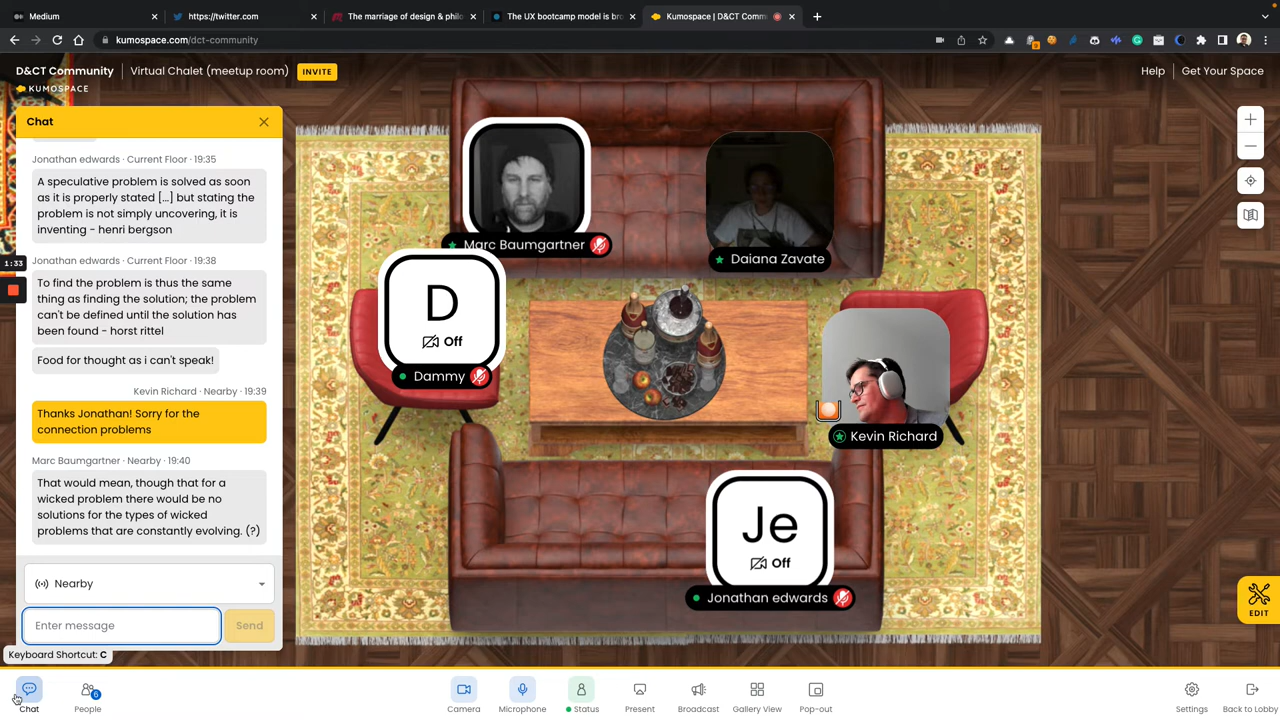 Medium
https://twitter.com
The marriage of design & philo
The UX bootcamp model is bro
Kumospace | D&CT Comm
kumospace.com/dct-community
D&CT Community
Virtual Chalet (meetup room)
INVITE
Help
Get Your Space
KUMOSPACE
Chat
Jonathan edwards · Current Floor · 19:35
A speculative problem is solved as soon
as it is properly stated [...] but stating the
problem is not simply uncovering, it is
inventing - henri bergson
1:33
Jonathan edwards · Current Floor · 19:38
To find the problem is thus the same
thing as finding the solution; the problem
can't be defined until the solution has
been found - horst rittel
Food for thought as i can't speak!
Kevin Richard · Nearby · 19:39
Thanks Jonathan! Sorry for the
connection problems
Marc Baumgartner · Nearby · 19:40
That would mean, though that for a
wicked problem there would be no
solutions for the types of wicked
problems that are constantly evolving. (?)
Nearby
Enter message
Send
Keyboard Shortcut: C
Marc Baumgartner
Daiana Zavate
D
Off
Dammy
Kevin Richard
Je
Off
Jonathan edwards
EDIT
Chat
6
People
Camera
Microphone
Status
Present
Broadcast
Gallery View
Pop-out
Settings
Back to Lobby